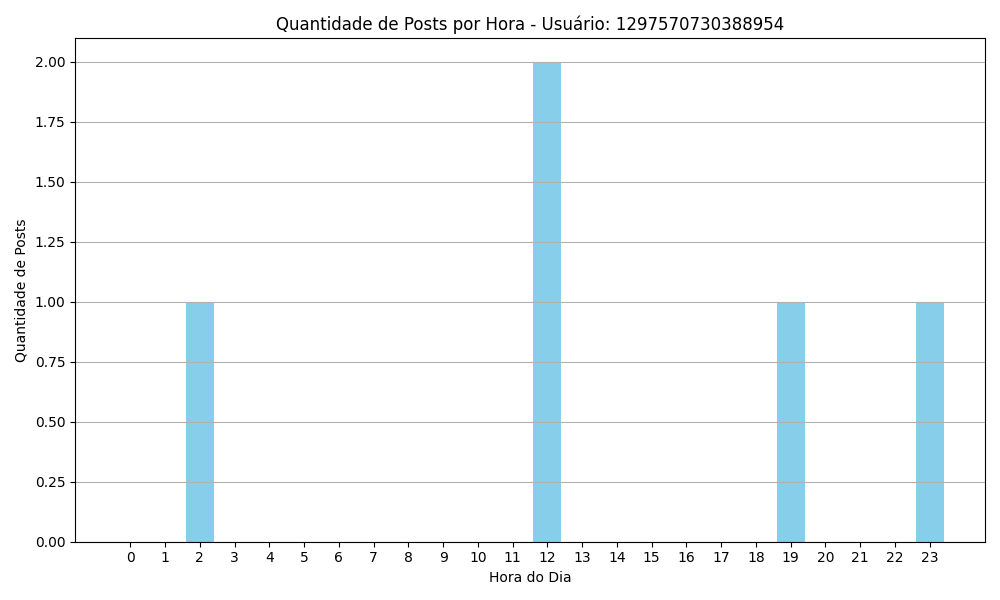 Quantidade de Posts por Hora - Usuário: 1297570730388954
Quantidade de Posts
2.00
1.75
1.50
1.25
1.00
0.75
0.50
0.25
0.00
0 1 2 3 4 5 6 7 8 9 10 11 12 13 14 15 16 17 18 19 20 21 22 23
Hora do Dia